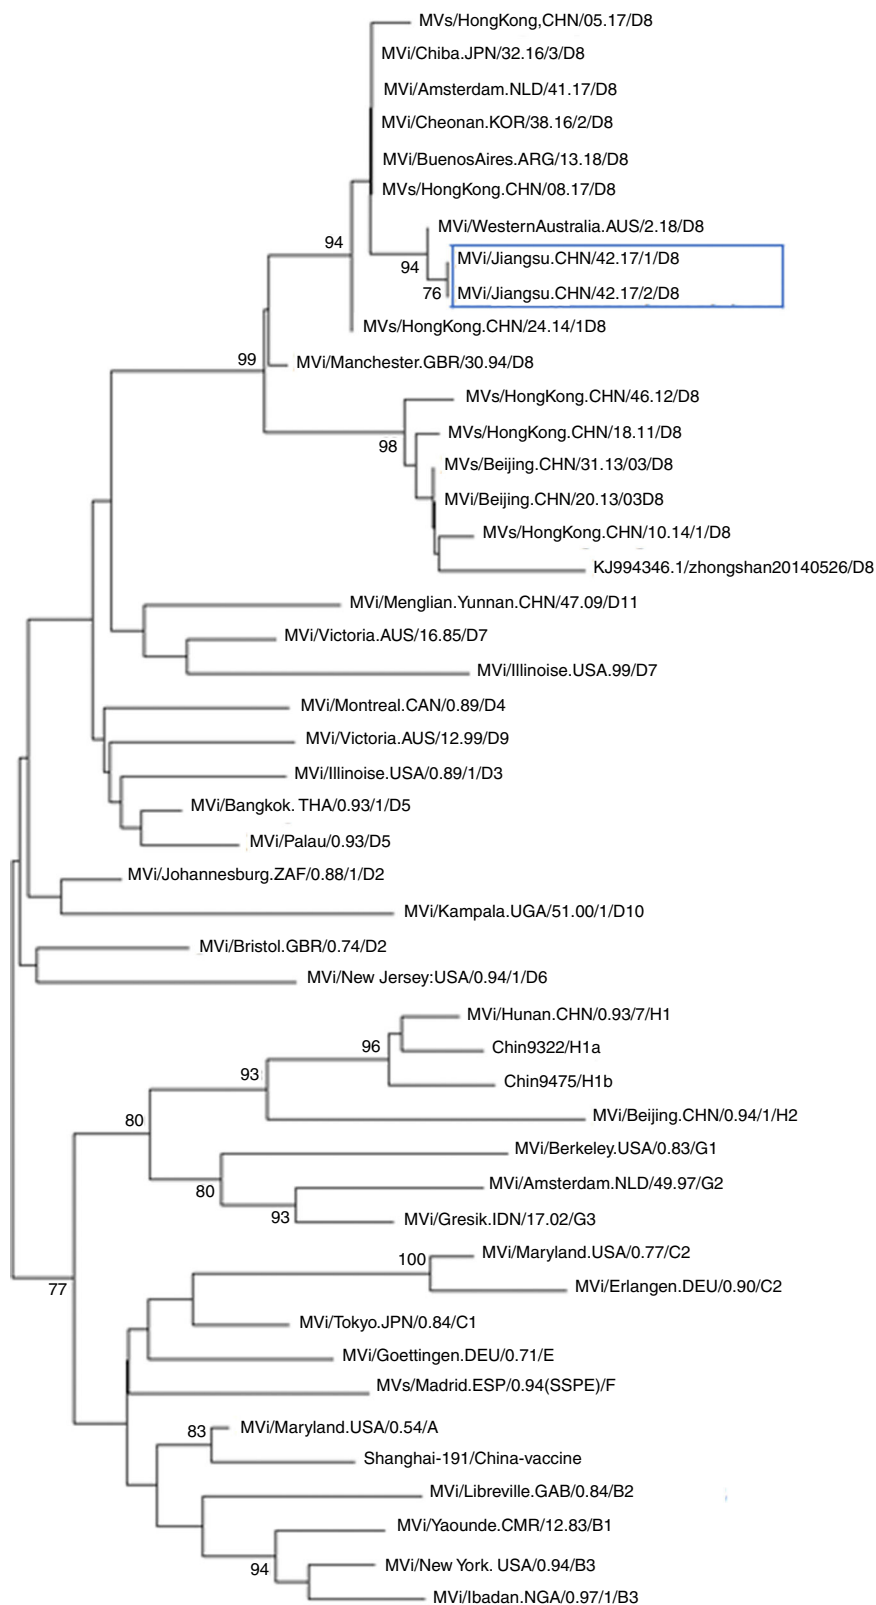 MVs/HongKong,CHN/05.17/D8
MVi/Chiba.JPN/32.16/3/D8
MVi/Amsterdam.NLD/41.17/D8
MVi/Cheonan.KOR/38.16/2/D8
MVi/BuenosAires.ARG/13.18/D8
MVs/HongKong.CHN/08.17/D8
MVi/WesternAustralia.AUS/2.18/D8
94
MVi/Jiangsu.CHN/42.17/1/D8
94
76
MVi/Jiangsu.CHN/42.17/2/D8
MVs/HongKong.CHN/24.14/1D8
99
MVi/Manchester.GBR/30.94/D8
MVs/HongKong.CHN/46.12/D8
MVs/HongKong.CHN/18.11/D8
98
MVs/Beijing.CHN/31.13/03/D8
MVi/Beijing.CHN/20.13/03D8
MVs/HongKong.CHN/10.14/1/D8
KJ994346.1/zhongshan20140526/D8
MVi/Menglian.Yunnan.CHN/47.09/D11
MVi/Victoria.AUS/16.85/D7
MVi/Illinoise.USA.99/D7
MVi/Montreal.CAN/0.89/D4
MVi/Victoria.AUS/12.99/D9
MVi/Illinoise.USA/0.89/1/D3
MVi/Bangkok. THA/0.93/1/D5
MVi/Palau/0.93/D5
MVi/Johannesburg.ZAF/0.88/1/D2
MVi/Kampala.UGA/51.00/1/D10
MVi/Bristol.GBR/0.74/D2
MVi/New Jersey:USA/0.94/1/D6
MVi/Hunan.CHN/0.93/7/H1
96
Chin9322/H1a
93
Chin9475/H1b
MVi/Beijing.CHN/0.94/1/H2
80
MVi/Berkeley.USA/0.83/G1
80
MVi/Amsterdam.NLD/49.97/G2
93
MVi/Gresik.IDN/17.02/G3
MVi/Maryland.USA/0.77/C2
100
77
MVi/Erlangen.DEU/0.90/C2
MVi/Tokyo.JPN/0.84/C1
MVi/Goettingen.DEU/0.71/E
MVs/Madrid.ESP/0.94(SSPE)/F
MVi/Maryland.USA/0.54/A
83
Shanghai-191/China-vaccine
MVi/Libreville.GAB/0.84/B2
MVi/Yaounde.CMR/12.83/B1
94
MVi/New York. USA/0.94/B3
MVi/Ibadan.NGA/0.97/1/B3